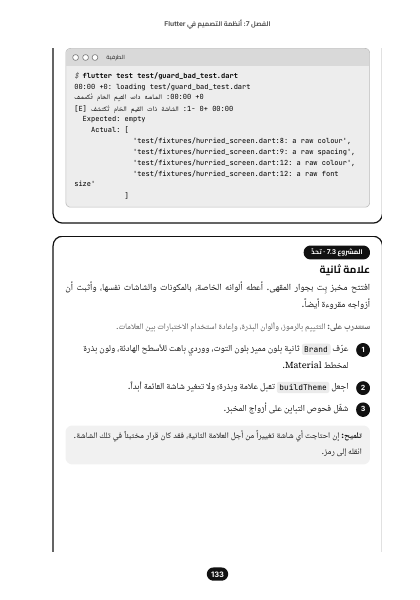 الفصل 7: أنظمة التصميم في Flutter
الطرفية
$ flutter test test/guard_bad_test.dart
00:00 +0: loading test/guard_bad_test.dart
00:00 +0: الشاشة ذات القيم الخام تُكتشف
00:00 +0 -1: الشاشة ذات القيم الخام تُكتشف [E]
Expected: empty
Actual: [
'test/fixtures/hurried_screen.dart:8: a raw colour',
'test/fixtures/hurried_screen.dart:9: a raw spacing',
'test/fixtures/hurried_screen.dart:12: a raw colour',
'test/fixtures/hurried_screen.dart:12: a raw font
size'
]
المشروع 7.3 · تحدٍّ
علامة ثانية
افتتح مخبز بِت بجوار المقهى. أعطه ألوانه الخاصة، بالمكونات والشاشات نفسها، وأثبت أن
أزواجه مقروءة أيضاً.
ستتدرب على: التثييم بالرموز، وألوان البذرة، وإعادة استخدام الاختبارات بين العلامات.
1 عرّف Brand ثانية بلون مميز بلون التوت، ووردي باهت للأسطح الهادئة، ولون بذرة
لمخطط Material.
2 اجعل buildTheme تقبل علامة وبذرة؛ ولا تتغير شاشة القائمة أبداً.
3 شغّل فحوص التباين على أزواج المخبز.
تلميح: إن احتاجت أي شاشة تغييراً من أجل العلامة الثانية، فقد كان قرار مختبئاً في تلك الشاشة.
انقله إلى رمز.
133